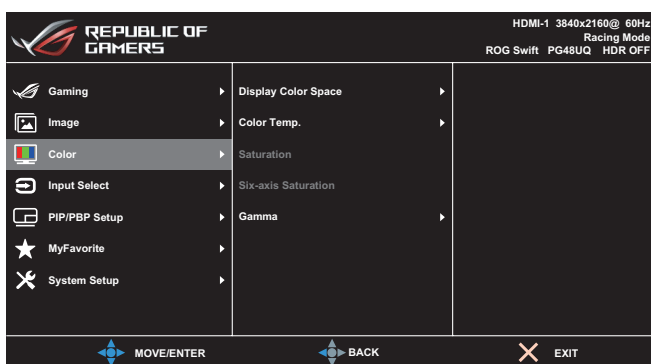 REPUBLIC OF
GAMERS
HDMI-1 3840x2160@ 60Hz
Racing Mode
ROG Swift PG48UQ HDR OFF
Gaming
Image
Color
Input Select
PIP/PBP Setup
MyFavorite
System Setup
Display Color Space
Color Temp.
Saturation
Six-axis Saturation
Gamma
MOVE/ENTER
BACK
EXIT